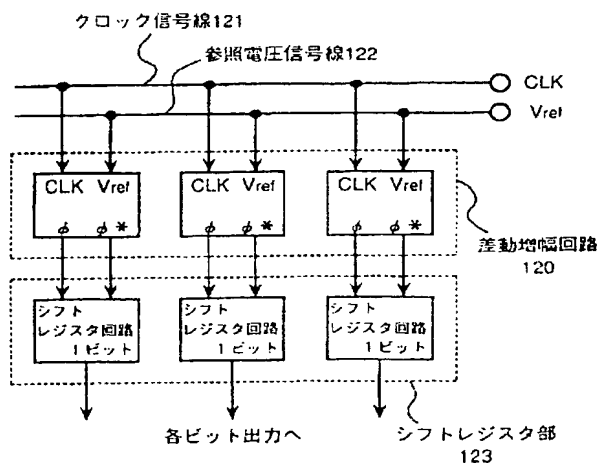 クロック信号線121
参照電圧信号線122
CLK
Vref
CLK Vref
CLK Vref
CLK Vref
φ φ*
φ φ*
φ φ*
差動増幅回路
120
シフト
レジスタ回路
1ビット
シフト
レジスタ回路
1ビット
シフト
レジスタ回路
1ビット
各ビット出力へ
シフトレジスタ部
123